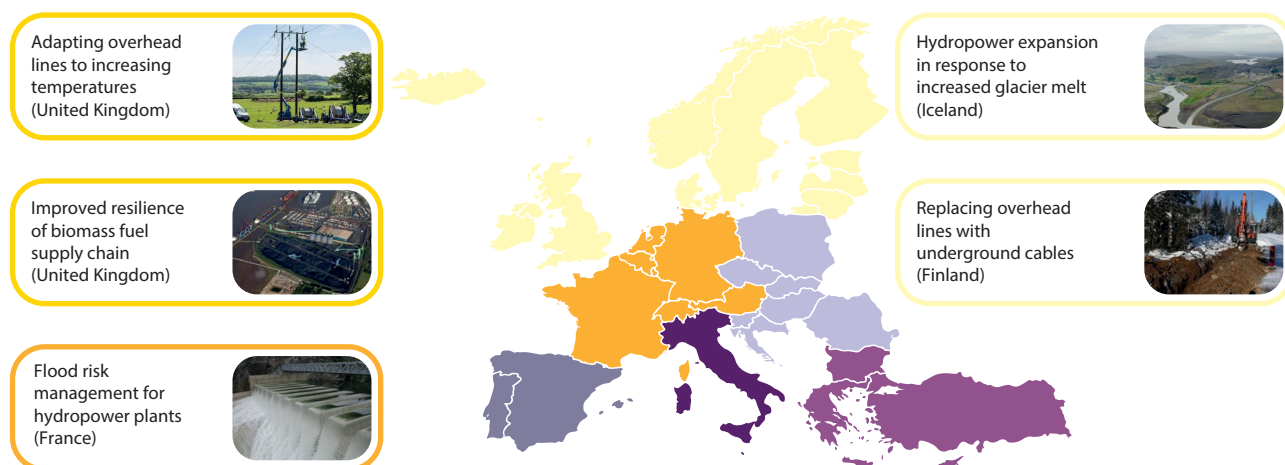 Adapting overhead
lines to increasing
temperatures
(United Kingdom)
Improved resilience
of biomass fuel
supply chain
(United Kingdom)
Flood risk
management for
hydropower plants
(France)
Hydropower expansion
in response to
increased glacier melt
(Iceland)
Replacing overhead
lines with
underground cables
(Finland)